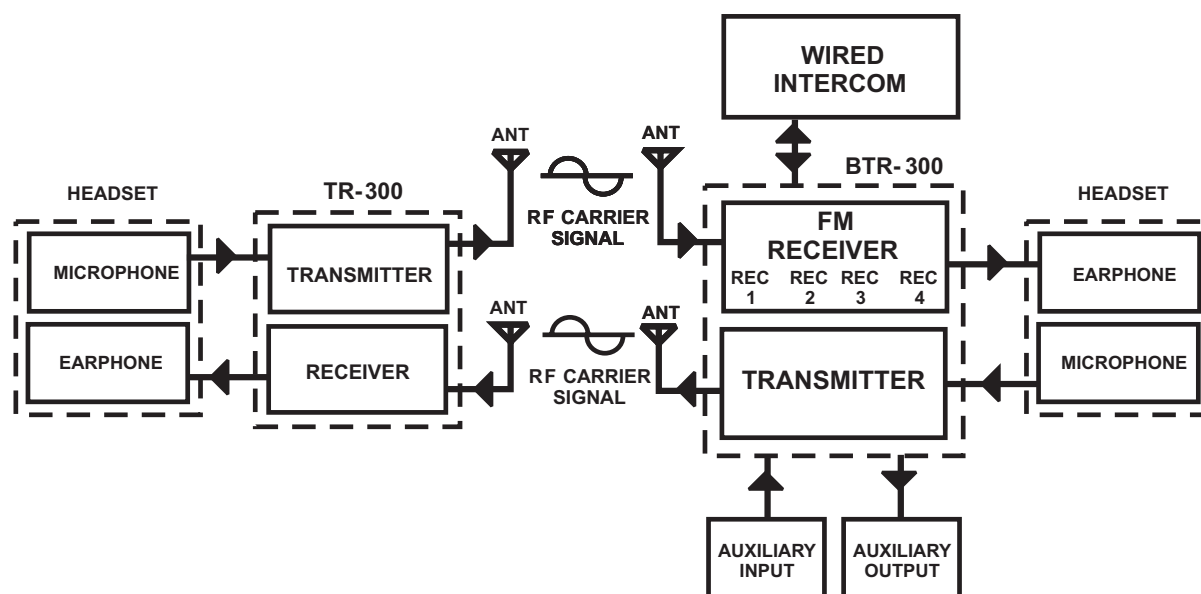 WIRED
INTERCOM
ANT
ANT
BTR-300
HEADSET
TR-300
RF CARRIER
SIGNAL
HEADSET
MICROPHONE
TRANSMITTER
FM
RECEIVER
REC REC REC REC
1 2 3 4
EARPHONE
ANT
ANT
EARPHONE
RECEIVER
RF CARRIER
SIGNAL
TRANSMITTER
MICROPHONE
AUXILIARY
INPUT
AUXILIARY
OUTPUT